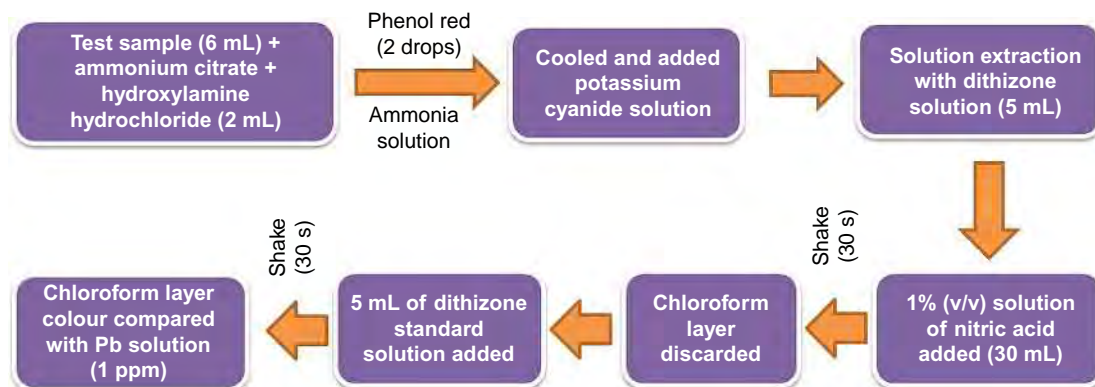 Test sample (6 mL) +
ammonium citrate +
hydroxylamine
hydrochloride (2 mL)
Phenol red
(2 drops)
Ammonia
solution
Cooled and added
potassium
cyanide solution
Solution extraction
with dithizone
solution (5 mL)
1% (v/v) solution
of nitric acid
added (30 mL)
Shake
(30 s)
Chloroform
layer
discarded
5 mL of dithizone
standard
solution added
Shake
(30 s)
Chloroform layer
colour compared
with Pb solution
(1 ppm)